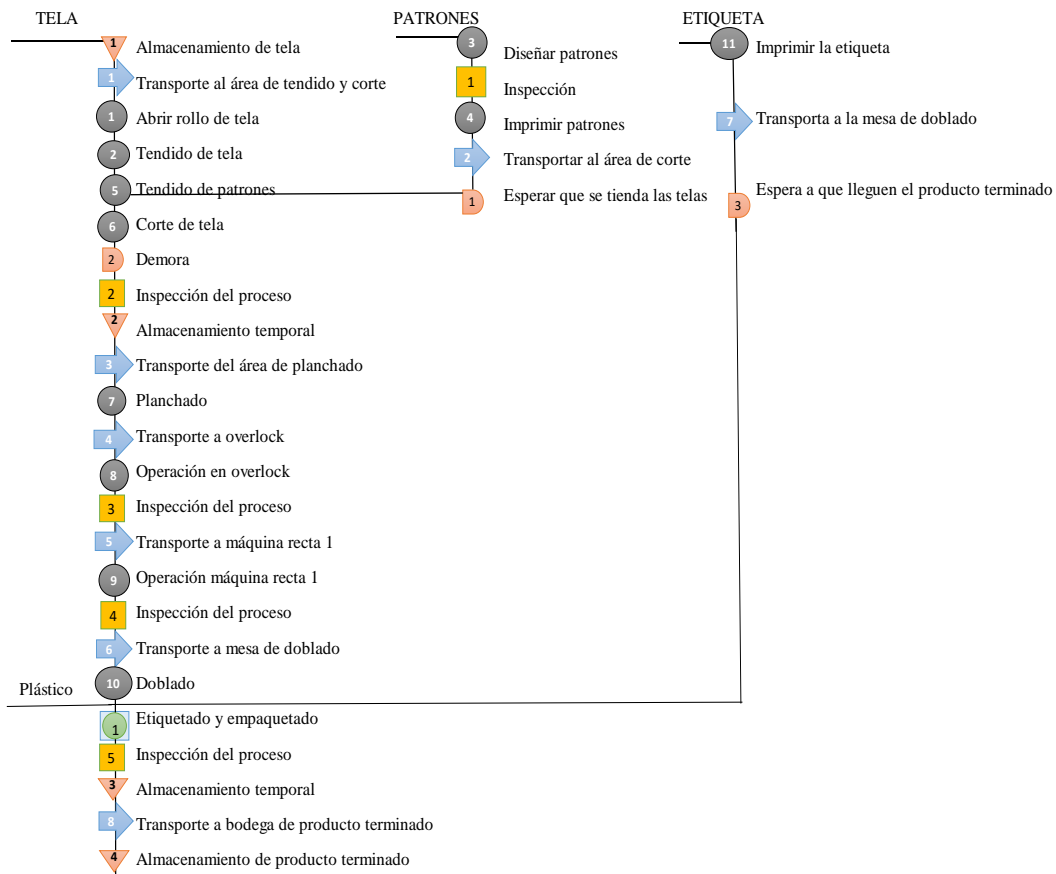 TELA
1 Almacenamiento de tela
1 Transporte al área de tendido y corte
1 Abrir rollo de tela
2 Tendido de tela
5 Tendido de patrones
6 Corte de tela
2 Demora
2 Inspección del proceso
2 Almacenamiento temporal
3 Transporte del área de planchado
7 Planchado
4 Transporte a overlock
8 Operación en overlock
3 Inspección del proceso
5 Transporte a máquina recta 1
9 Operación máquina recta 1
4 Inspección del proceso
6 Transporte a mesa de doblado
10 Doblado
Plástico
1 Etiquetado y empaquetado
5 Inspección del proceso
3 Almacenamiento temporal
8 Transporte a bodega de producto terminado
4 Almacenamiento de producto terminado
PATRONES
3 Diseñar patrones
1 Inspección
4 Imprimir patrones
2 Transportar al área de corte
1 Esperar que se tienda las telas
ETIQUETA
11 Imprimir la etiqueta
7 Transporta a la mesa de doblado
3 Espera a que lleguen el producto terminado